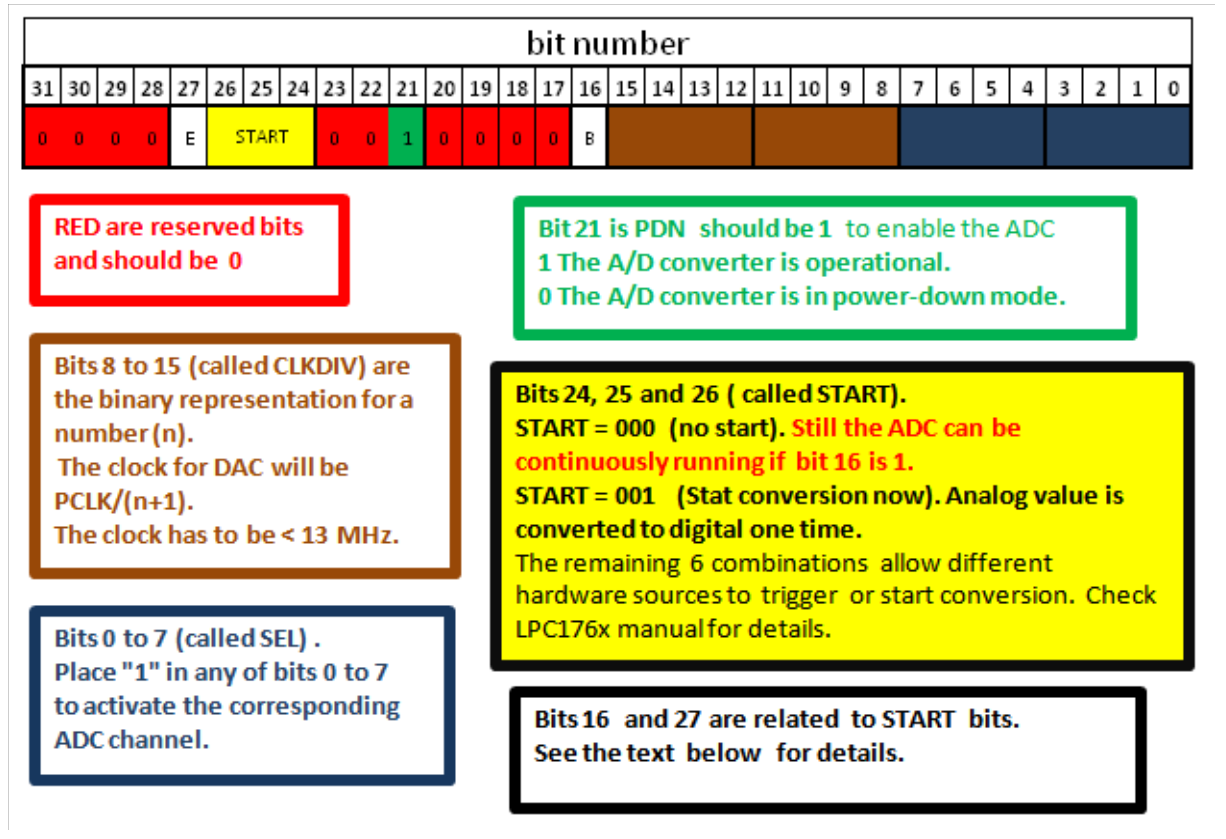 bit number
31 30 29 28 27 26 25 24 23 22 21 20 19 18 17 16 15 14 13 12 11 10 9 8 7 6 5 4 3 2 1 0
0 0 0 0 E START 0 0 1 0 0 0 0 B
RED are reserved bits
and should be 0
Bit 21 is PDN should be 1 to enable the ADC
1 The A/D converter is operational.
0 The A/D converter is in power-down mode.
Bits 8 to 15 (called CLKDIV) are
the binary representation for a
number (n).
The clock for DAC will be
PCLK/(n+1).
The clock has to be < 13 MHz.
Bits 24, 25 and 26 ( called START).
START = 000 (no start). Still the ADC can be
continuously running if bit 16 is 1.
START = 001 (Stat conversion now). Analog value is
converted to digital one time.
The remaining 6 combinations allow different
hardware sources to trigger or start conversion. Check
LPC176x manual for details.
Bits 0 to 7 (called SEL) .
Place "1" in any of bits 0 to 7
to activate the corresponding
ADC channel.
Bits 16 and 27 are related to START bits.
See the text below for details.